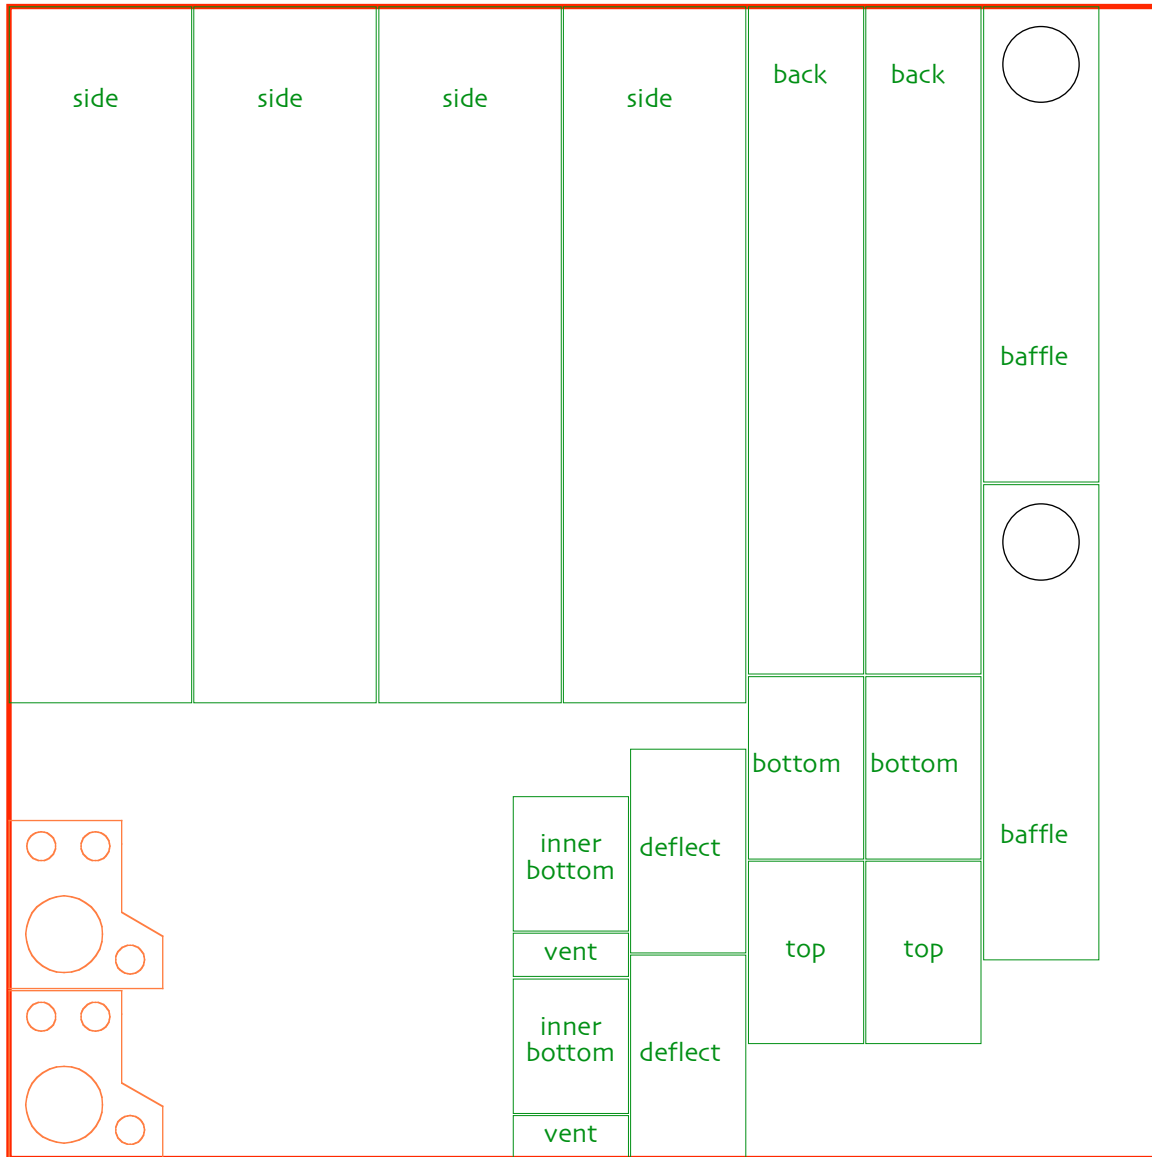 side
side
side
side
back
back
baffle
bottom
bottom
baffle
inner
bottom
deflect
vent
top
top
inner
bottom
deflect
vent